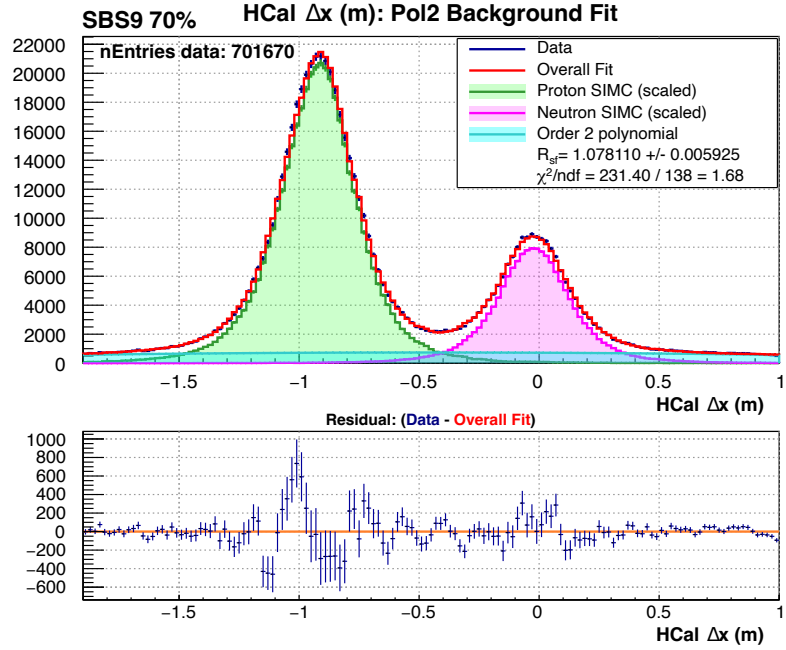 SBS9 70%
HCal Δx (m): Pol2 Background Fit
nEntries data: 701670
Data
Overall Fit
Proton SIMC (scaled)
Neutron SIMC (scaled)
Order 2 polynomial
R_sf= 1.078110 +/- 0.005925
χ²/ndf = 231.40 / 138 = 1.68
22000
20000
18000
16000
14000
12000
10000
8000
6000
4000
2000
0
−1.5 −1 −0.5 0 0.5 1
HCal Δx (m)
Residual: (Data - Overall Fit)
1000
800
600
400
200
0
−200
−400
−600
−1.5 −1 −0.5 0 0.5 1
HCal Δx (m)